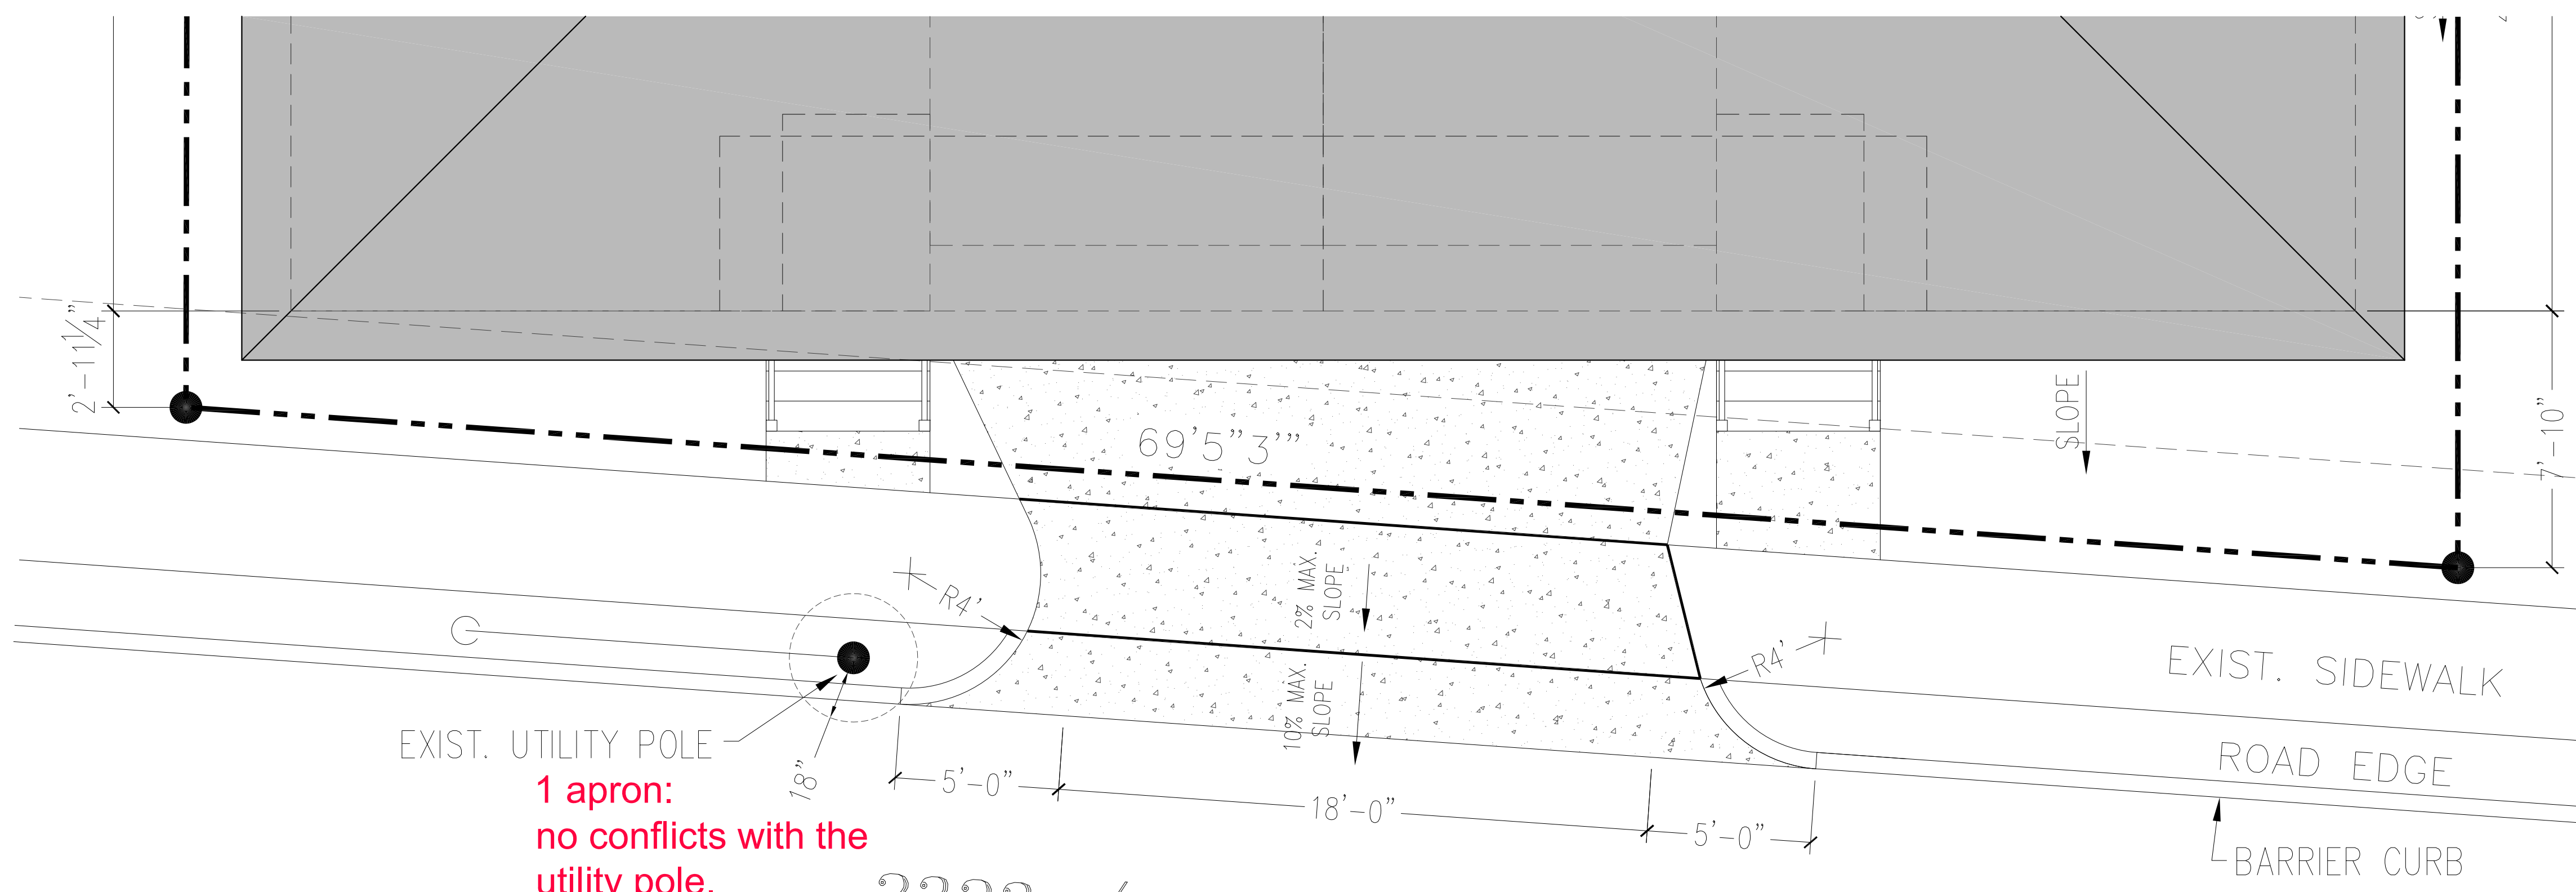 2'-11 1/4"
69'5"3'"
SLOPE
7'-10"
R4'
2% MAX.
SLOPE
R4'
EXIST. SIDEWALK
10% MAX.
SLOPE
EXIST. UTILITY POLE
18"
ROAD EDGE
5'-0"
18'-0"
5'-0"
BARRIER CURB
1 apron:
no conflicts with the
utility pole.